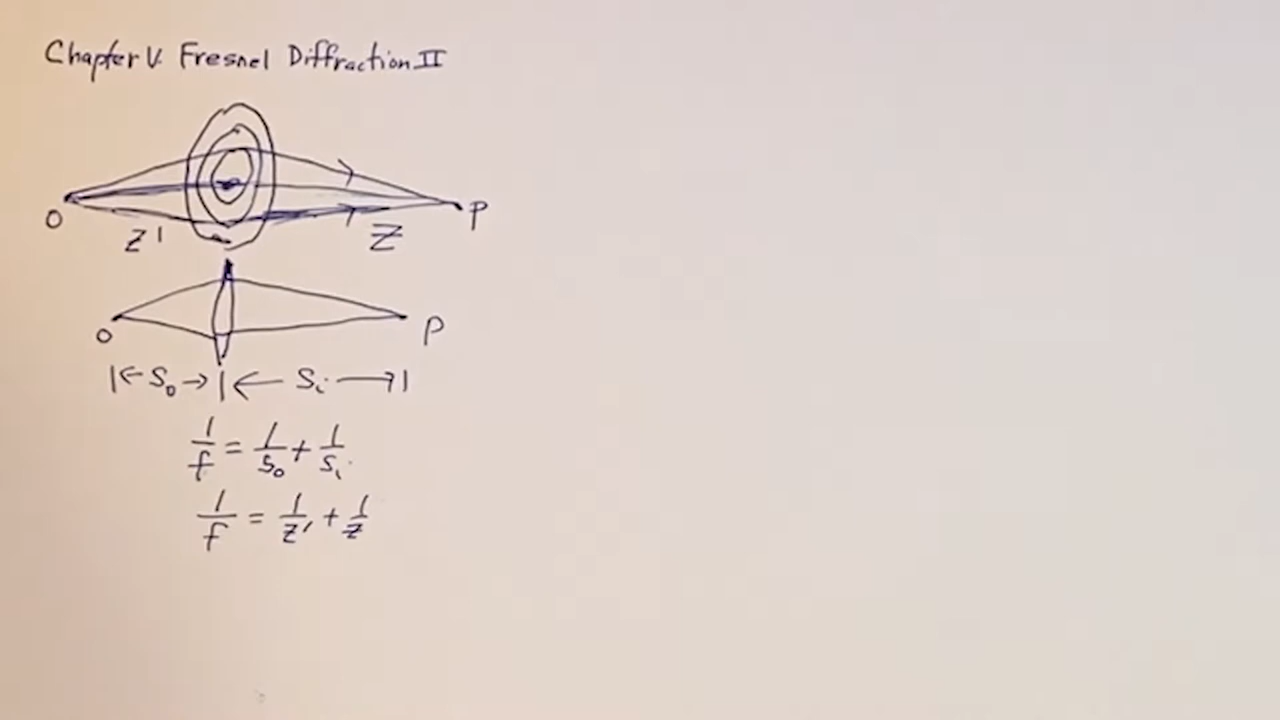 Chapter V. Fresnel Diffraction II
O Z' Z P
O P
|← S₀ →|← Sᵢ →|
1/f = 1/S₀ + 1/Sᵢ
1/f = 1/Z' + 1/Z